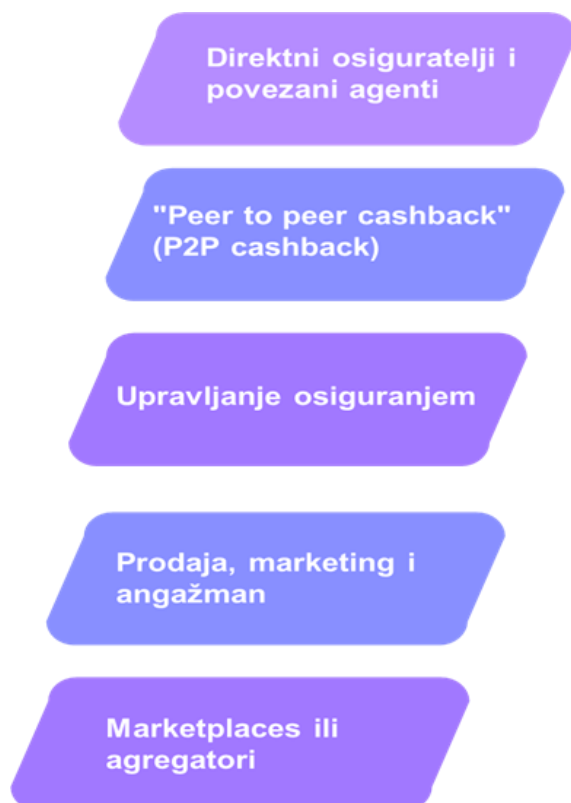 Direktni osiguratelji i
povezani agenti
"Peer to peer cashback"
(P2P cashback)
Upravljanje osiguranjem
Prodaja, marketing i
angažman
Marketplaces ili
agregatori